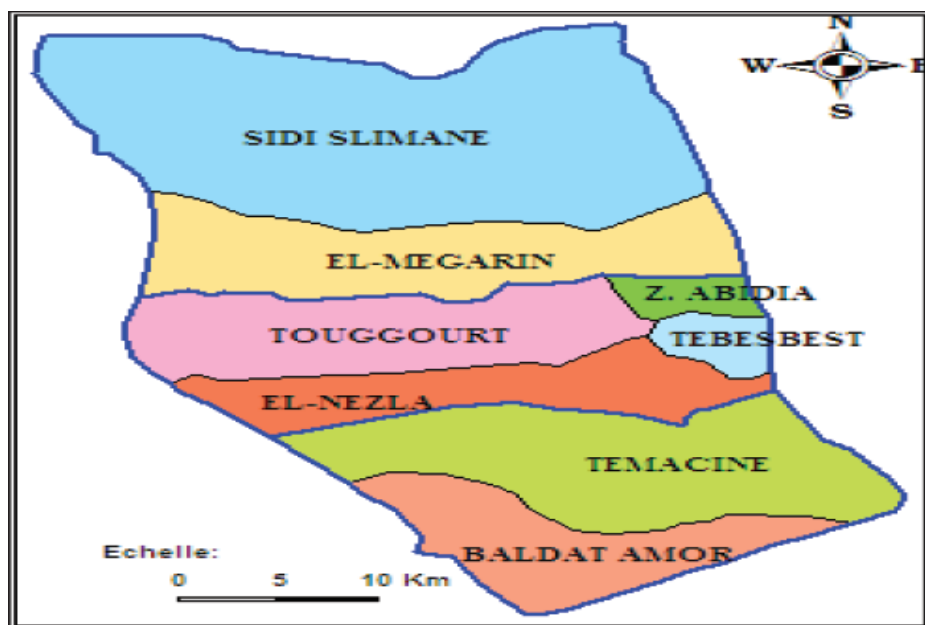 N
W E
S
SIDI SLIMANE
EL-MEGARIN
Z. ABIDIA
TOUGGOURT
TEBESBEST
EL-NEZLA
TEMACINE
BALDAT AMOR
Echelle:
0 5 10 Km